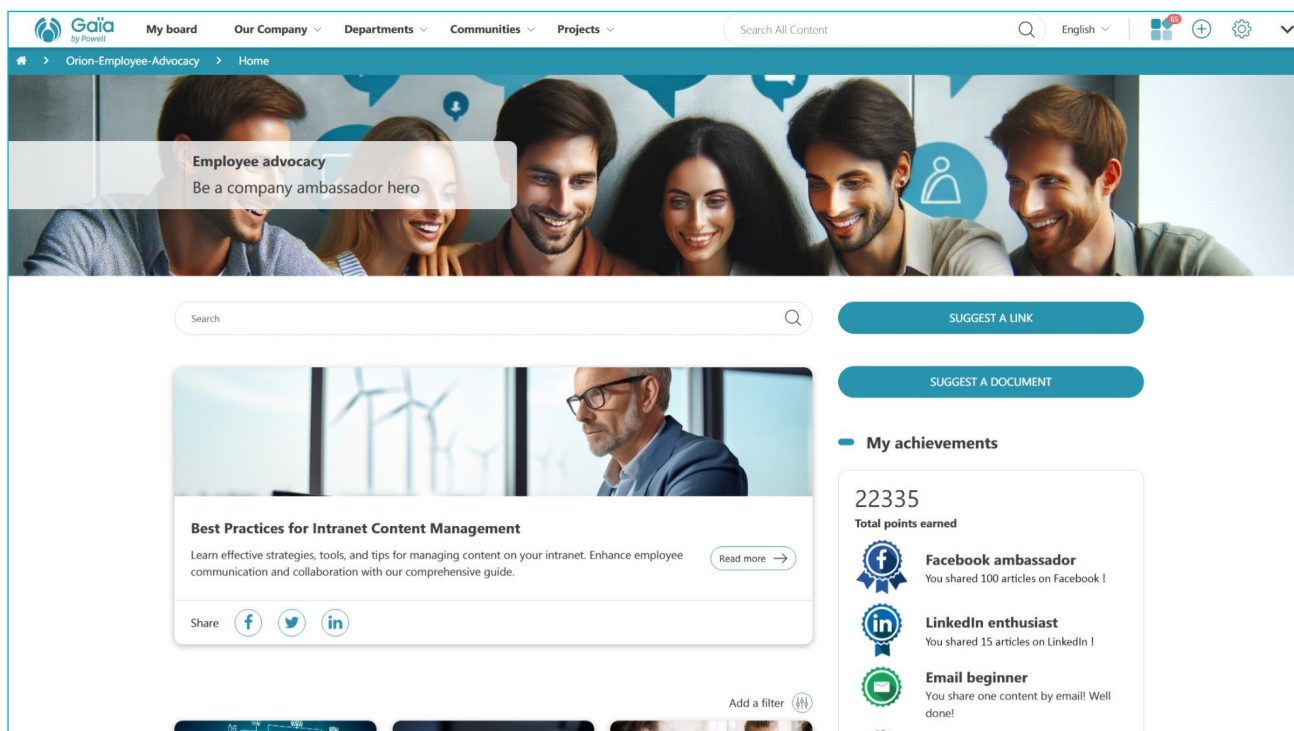 Gaïa
by Powell
My board
Our Company
Departments
Communities
Projects
Search All Content
English
65
Orion-Employee-Advocacy > Home
Employee advocacy
Be a company ambassador hero
Search
SUGGEST A LINK
SUGGEST A DOCUMENT
Best Practices for Intranet Content Management
Learn effective strategies, tools, and tips for managing content on your intranet. Enhance employee
communication and collaboration with our comprehensive guide.
Read more
Share
Add a filter
My achievements
22335
Total points earned
Facebook ambassador
You shared 100 articles on Facebook !
LinkedIn enthusiast
You shared 15 articles on LinkedIn !
Email beginner
You share one content by email! Well
done!